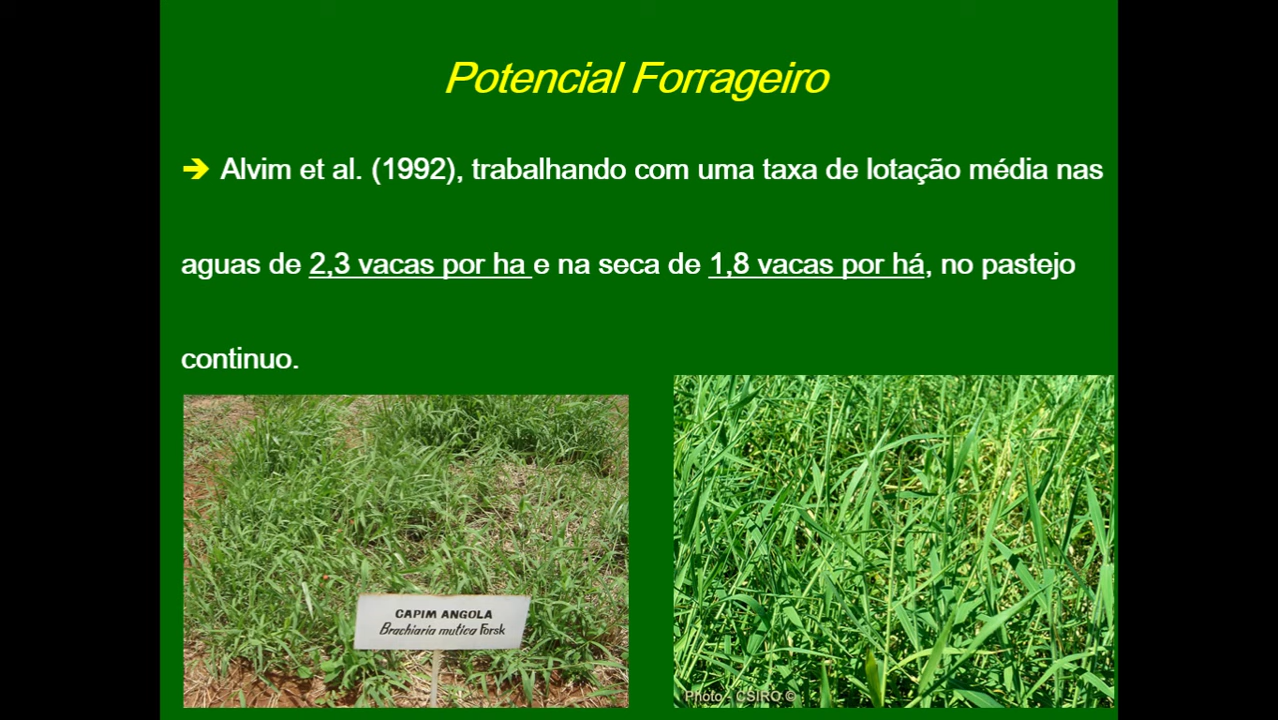 Potencial Forrageiro
➔ Alvim et al. (1992), trabalhando com uma taxa de lotação média nas
aguas de 2,3 vacas por ha e na seca de 1,8 vacas por há, no pastejo
continuo.
CAPIM ANGOLA
Brachiaria mutica Forsk
Photo - CSIRO ©